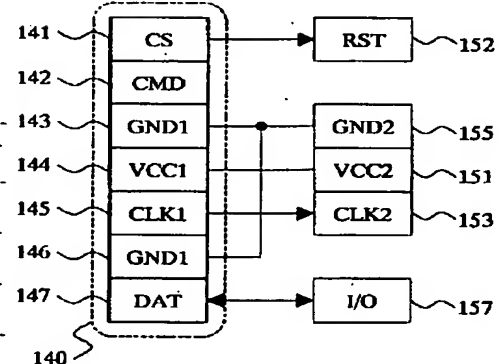 141 CS RST 152
142 CMD
143 GND1 GND2 155
144 VCC1 VCC2 151
145 CLK1 CLK2 153
146 GND1
147 DAT I/O 157
140